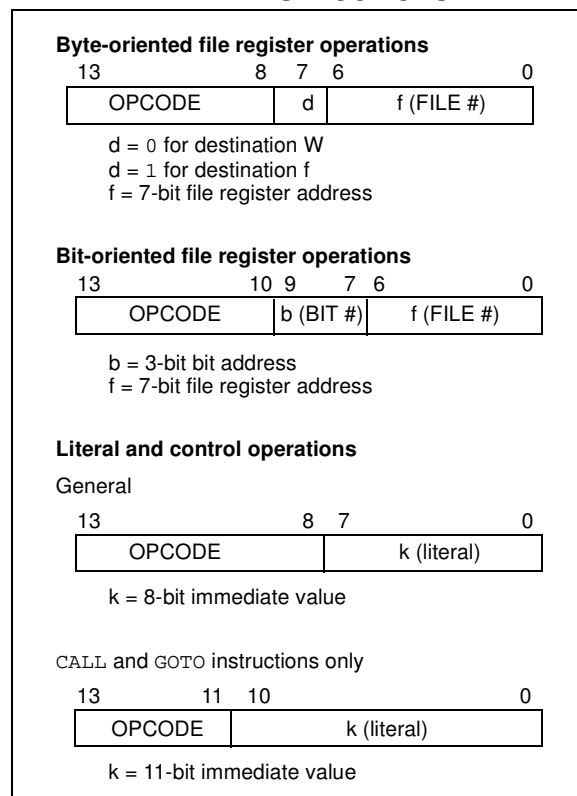 Byte-oriented file register operations
13 8 7 6 0
OPCODE d f (FILE #)
d = 0 for destination W
d = 1 for destination f
f = 7-bit file register address
Bit-oriented file register operations
13 10 9 7 6 0
OPCODE b (BIT #) f (FILE #)
b = 3-bit bit address
f = 7-bit file register address
Literal and control operations
General
13 8 7 0
OPCODE k (literal)
k = 8-bit immediate value
CALL and GOTO instructions only
13 11 10 0
OPCODE k (literal)
k = 11-bit immediate value